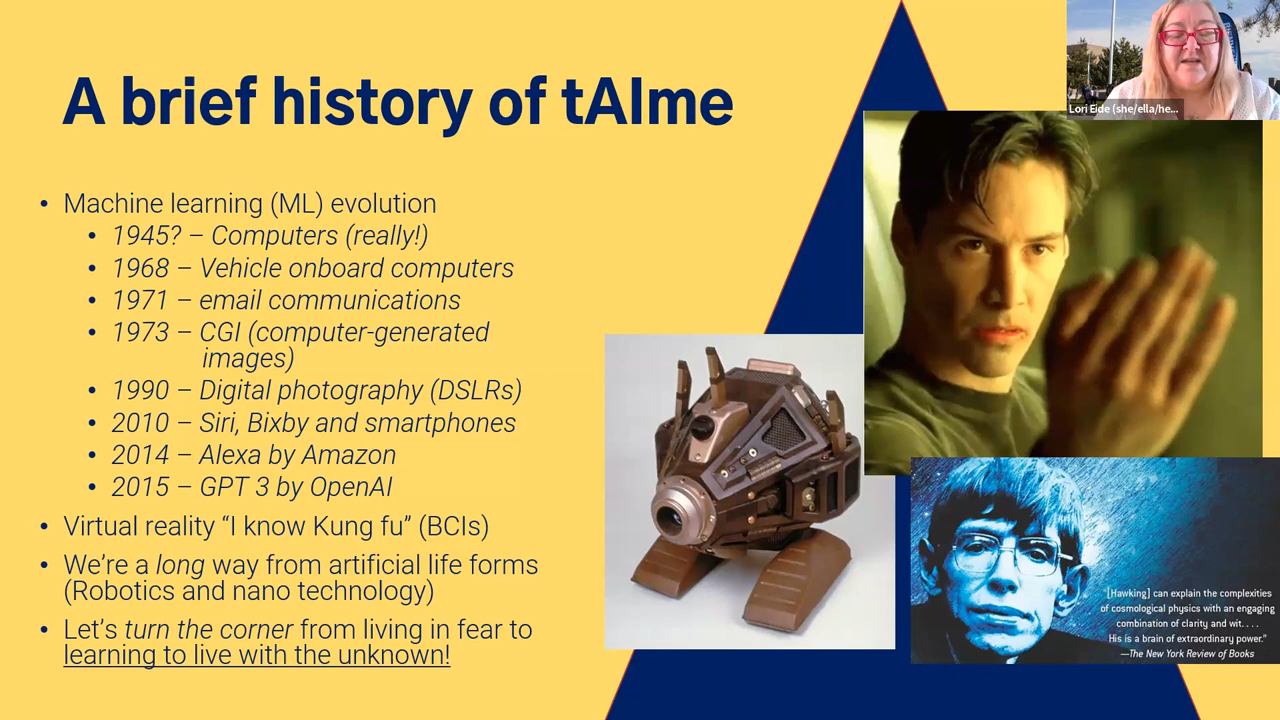 A brief history of tAIme
• Machine learning (ML) evolution
• 1945? – Computers (really!)
• 1968 – Vehicle onboard computers
• 1971 – email communications
• 1973 – CGI (computer-generated
images)
• 1990 – Digital photography (DSLRs)
• 2010 – Siri, Bixby and smartphones
• 2014 – Alexa by Amazon
• 2015 – GPT 3 by OpenAI
• Virtual reality “I know Kung fu” (BCIs)
• We’re a long way from artificial life forms
(Robotics and nano technology)
• Let’s turn the corner from living in fear to
learning to live with the unknown!
Lori Eide (she/ella/he...
“[Hawking] can explain the complexities
of cosmological physics with an engaging
combination of clarity and wit. . . .
His is a brain of extraordinary power.”
—The New York Review of Books